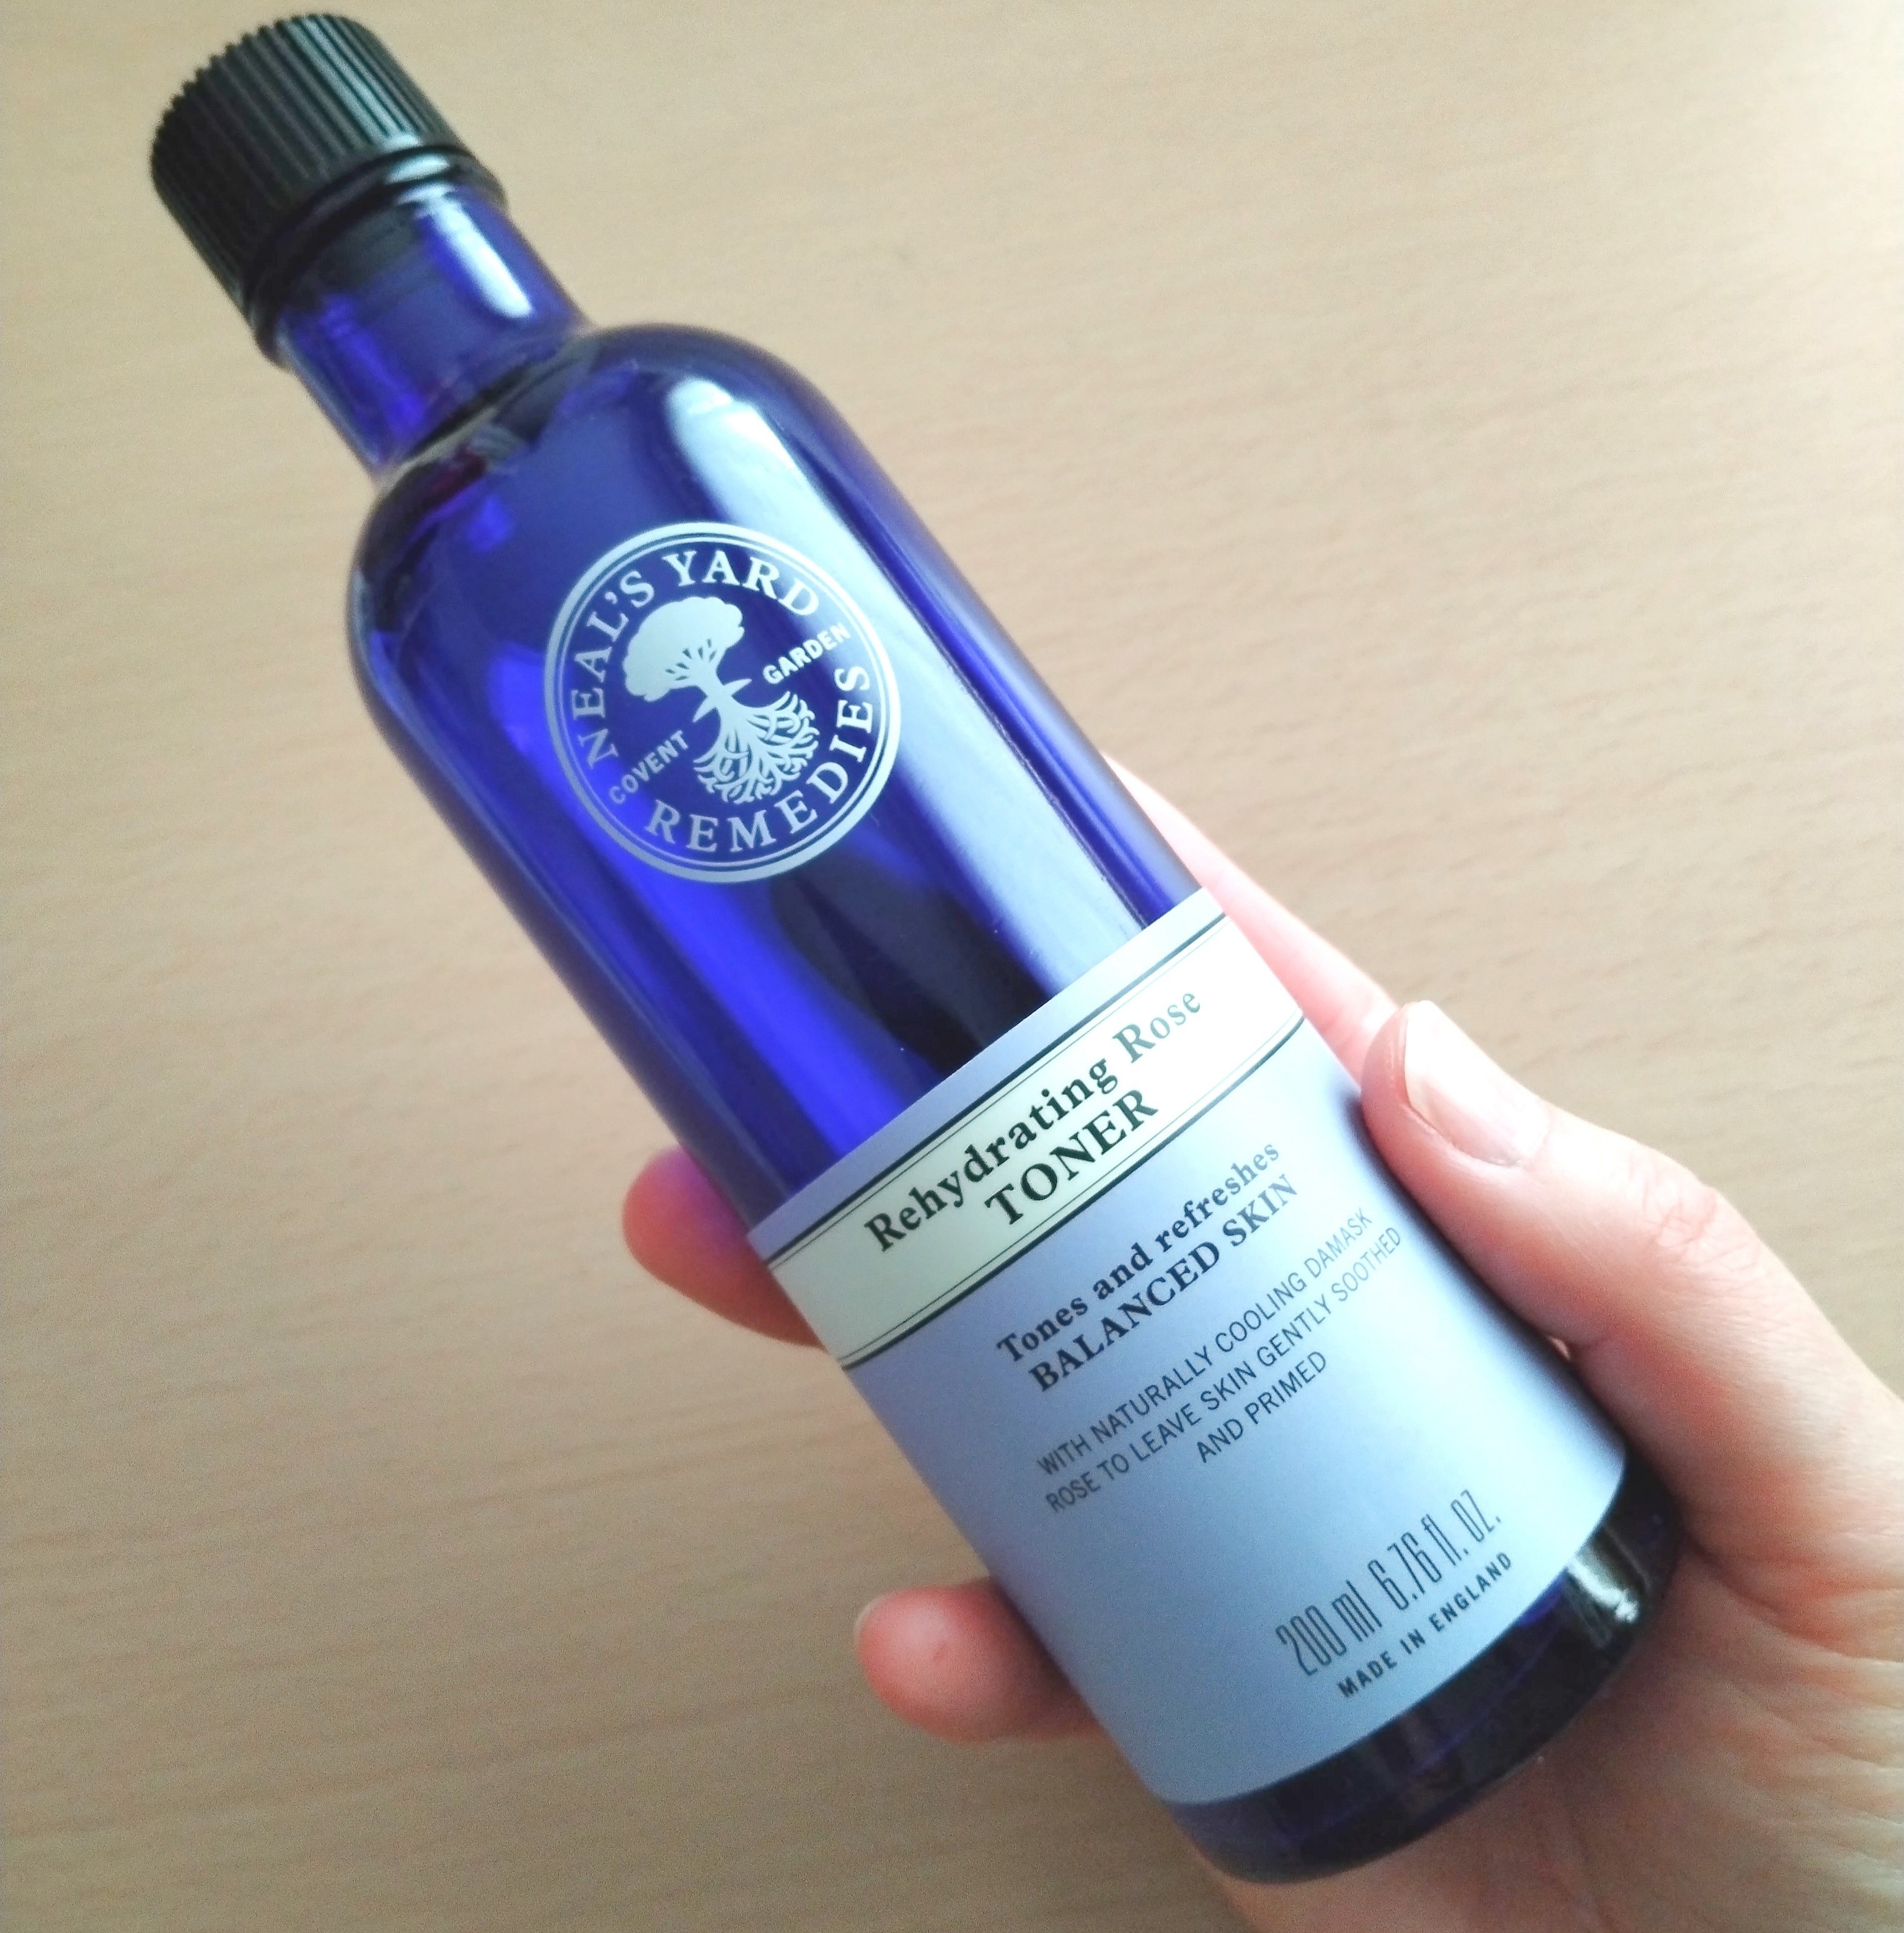 NEAL'S YARD
COVENT GARDEN
REMEDIES
Rehydrating Rose
TONER
Tones and refreshes
BALANCED SKIN
WITH NATURALLY COOLING DAMASK
ROSE TO LEAVE SKIN GENTLY SOOTHED
AND PRIMED
200 ml 6.76 fl. oz.
MADE IN ENGLAND